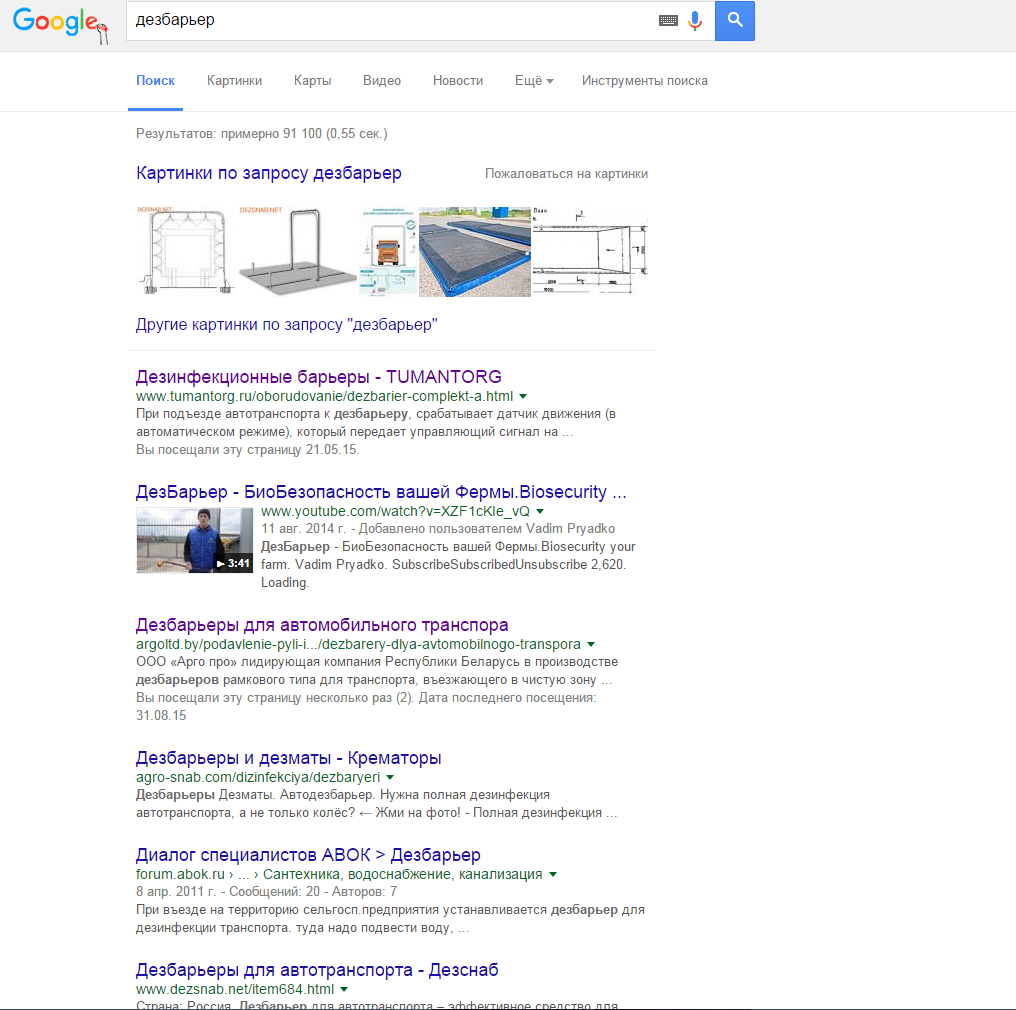 Google
дезбарьер
Поиск
Картинки
Карты
Видео
Новости
Ещё
Инструменты поиска
Результатов: примерно 91 100 (0,55 сек.)
Картинки по запросу дезбарьер
Пожаловаться на картинки
DEZSNAB.NET
DEZSNAB.NET
План
Другие картинки по запросу "дезбарьер"
Дезинфекционные барьеры - TUMANTORG
www.tumantorg.ru/oborudovanie/dezbarier-complekt-a.html
При подъезде автотранспорта к дезбарьеру, срабатывает датчик движения (в
автоматическом режиме), который передает управляющий сигнал на ...
Вы посещали эту страницу 21.05.15.
ДезБарьер - БиоБезопасность вашей Фермы.Biosecurity ...
www.youtube.com/watch?v=XZF1cKIe_vQ
11 авг. 2014 г. - Добавлено пользователем Vadim Pryadko
ДезБарьер - БиоБезопасность вашей Фермы.Biosecurity your
farm. Vadim Pryadko. SubscribeSubscribedUnsubscribe 2,620.
Loading.
3:41
Дезбарьеры для автомобильного транспора
argoltd.by/podavlenie-pyli-i.../dezbarery-dlya-avtomobilnogo-transpora
ООО «Арго про» лидирующая компания Республики Беларусь в производстве
дезбарьеров рамкового типа для транспорта, въезжающего в чистую зону ...
Вы посещали эту страницу несколько раз (2). Дата последнего посещения:
31.08.15
Дезбарьеры и дезматы - Крематоры
agro-snab.com/dizinfekciya/dezbaryeri
Дезбарьеры Дезматы. Автодезбарьер. Нужна полная дезинфекция
автотранспорта, а не только колёс? ← Жми на фото! - Полная дезинфекция ...
Диалог специалистов АВОК > Дезбарьер
forum.abok.ru › ... › Сантехника, водоснабжение, канализация
8 апр. 2011 г. - Сообщений: 20 - Авторов: 7
При въезде на территорию сельгосп.предприятия устанавливается дезбарьер для
дезинфекции транспорта. туда надо подвести воду, ...
Дезбарьеры для автотранспорта - Дезснаб
www.dezsnab.net/item684.html
Страна: Россия. Дезбарьер для автотранспорта – эффективное средство для